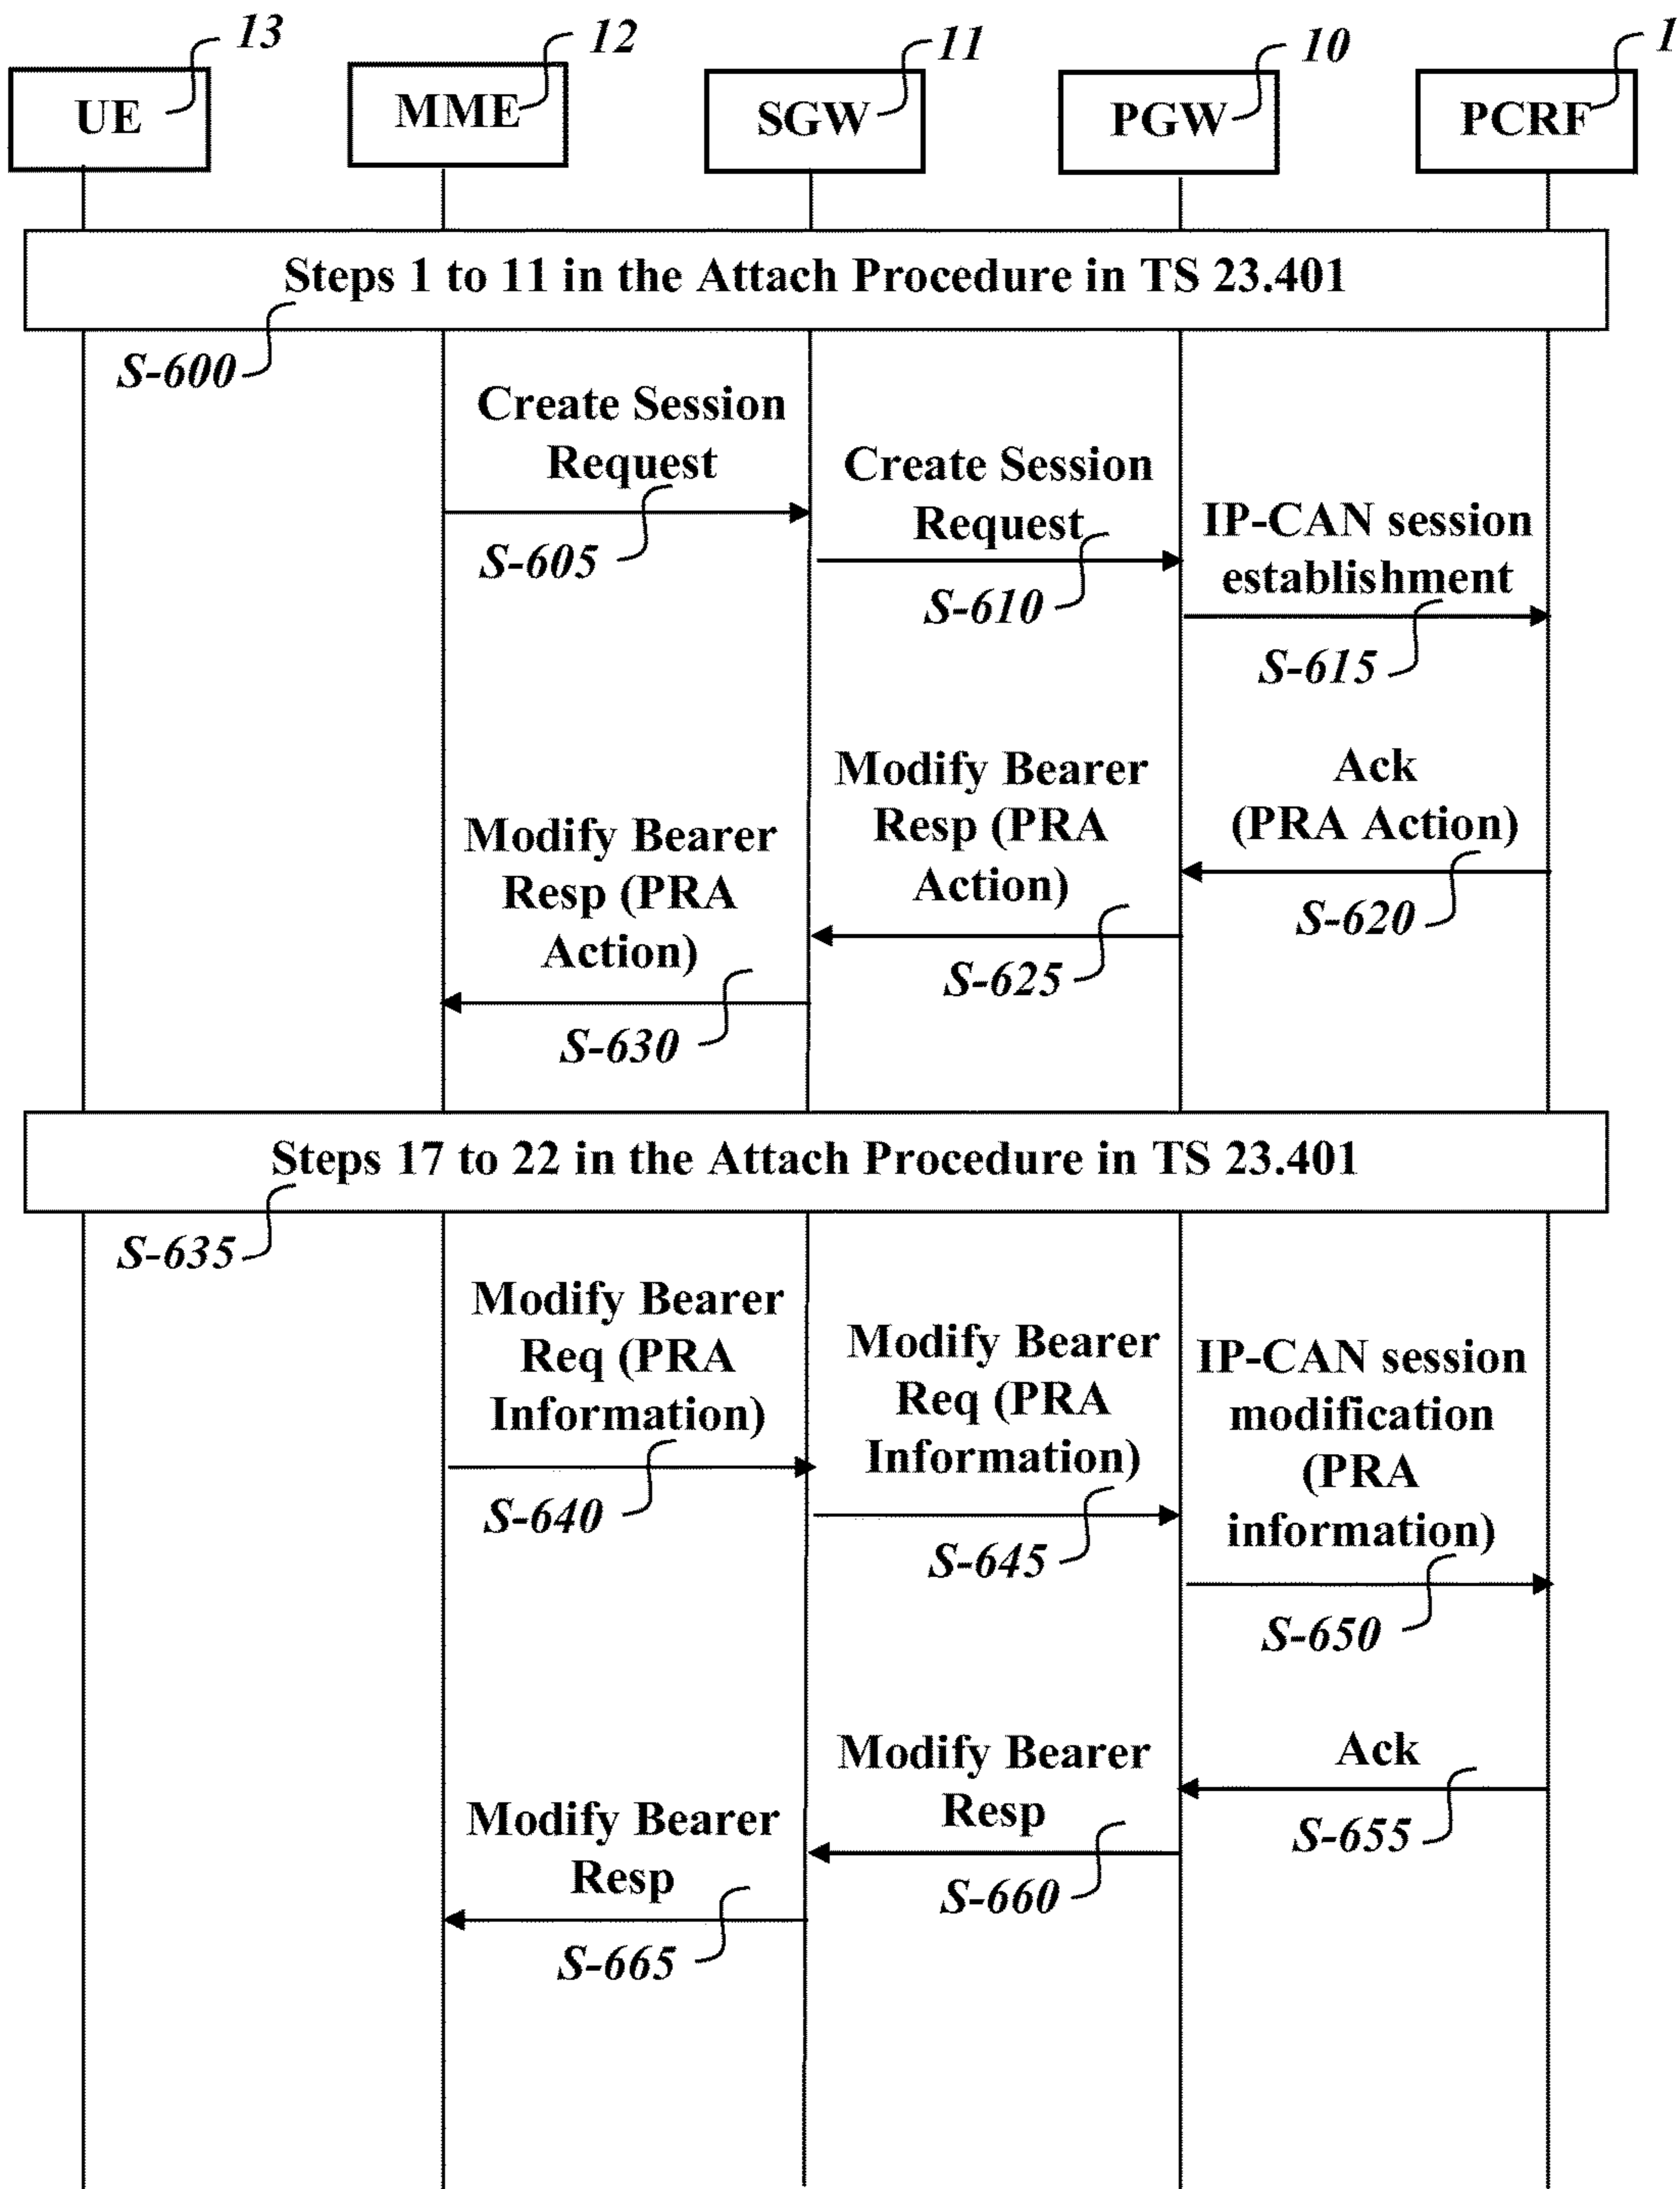 13
12
11
10
1
UE
MME
SGW
PGW
PCRF
Steps 1 to 11 in the Attach Procedure in TS 23.401
S-600
Create Session
Request
S-605
Create Session
Request
S-610
IP-CAN session
establishment
S-615
Ack
(PRA Action)
S-620
Modify Bearer
Resp (PRA
Action)
S-625
Modify Bearer
Resp (PRA
Action)
S-630
Steps 17 to 22 in the Attach Procedure in TS 23.401
S-635
Modify Bearer
Req (PRA
Information)
S-640
Modify Bearer
Req (PRA
Information)
S-645
IP-CAN session
modification
(PRA
information)
S-650
Ack
S-655
Modify Bearer
Resp
S-660
Modify Bearer
Resp
S-665